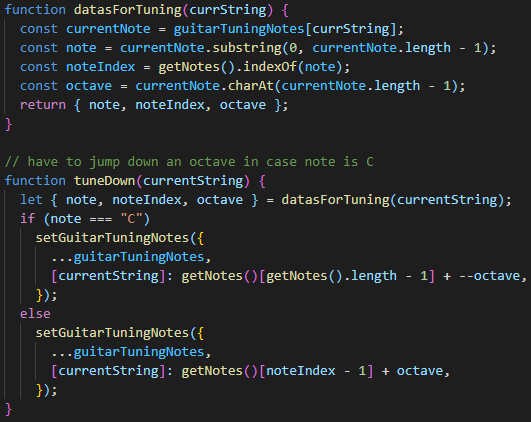 function datasForTuning(currString) {
  const currentNote = guitarTuningNotes[currString];
  const note = currentNote.substring(0, currentNote.length - 1);
  const noteIndex = getNotes().indexOf(note);
  const octave = currentNote.charAt(currentNote.length - 1);
  return { note, noteIndex, octave };
}

// have to jump down an octave in case note is C
function tuneDown(currentString) {
  let { note, noteIndex, octave } = datasForTuning(currentString);
  if (note === "C")
    setGuitarTuningNotes({
      ...guitarTuningNotes,
      [currentString]: getNotes()[getNotes().length - 1] + --octave,
    });
  else
    setGuitarTuningNotes({
      ...guitarTuningNotes,
      [currentString]: getNotes()[noteIndex - 1] + octave,
    });
}